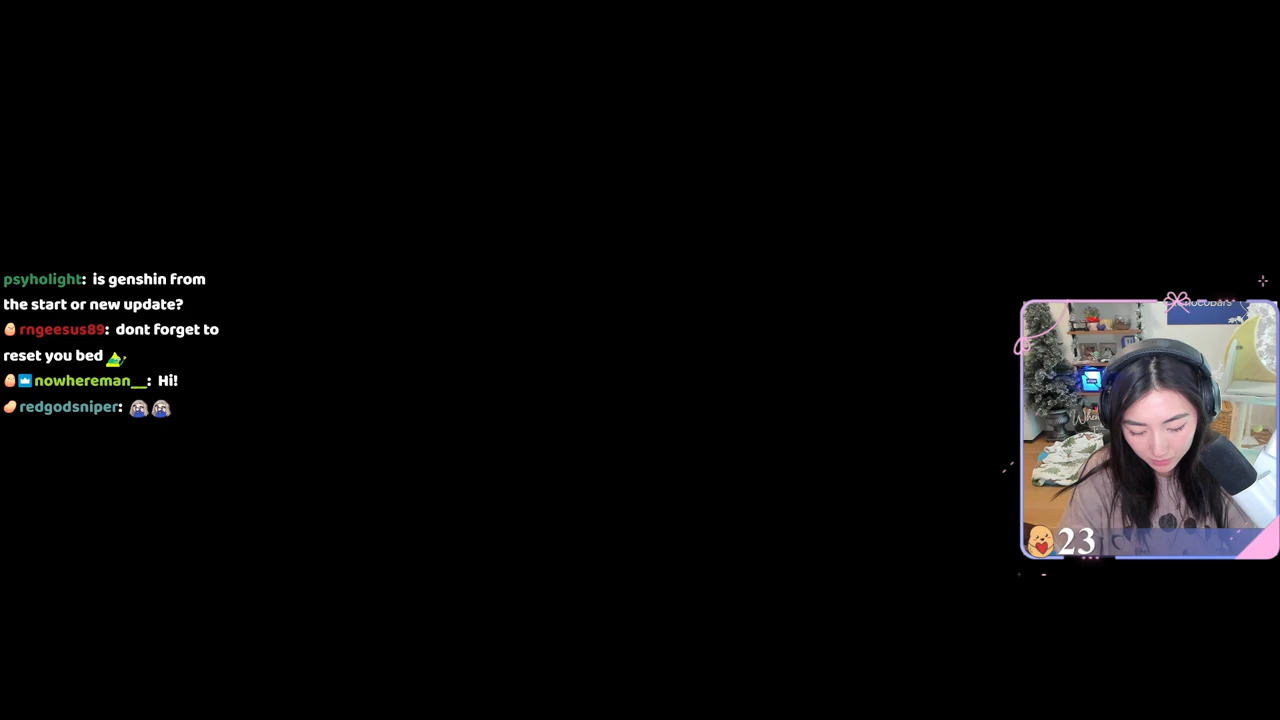 psyholight: is genshin from
the start or new update?
rngeesus89: dont forget to
reset you bed
nowhereman__: Hi!
redgodsniper:
23